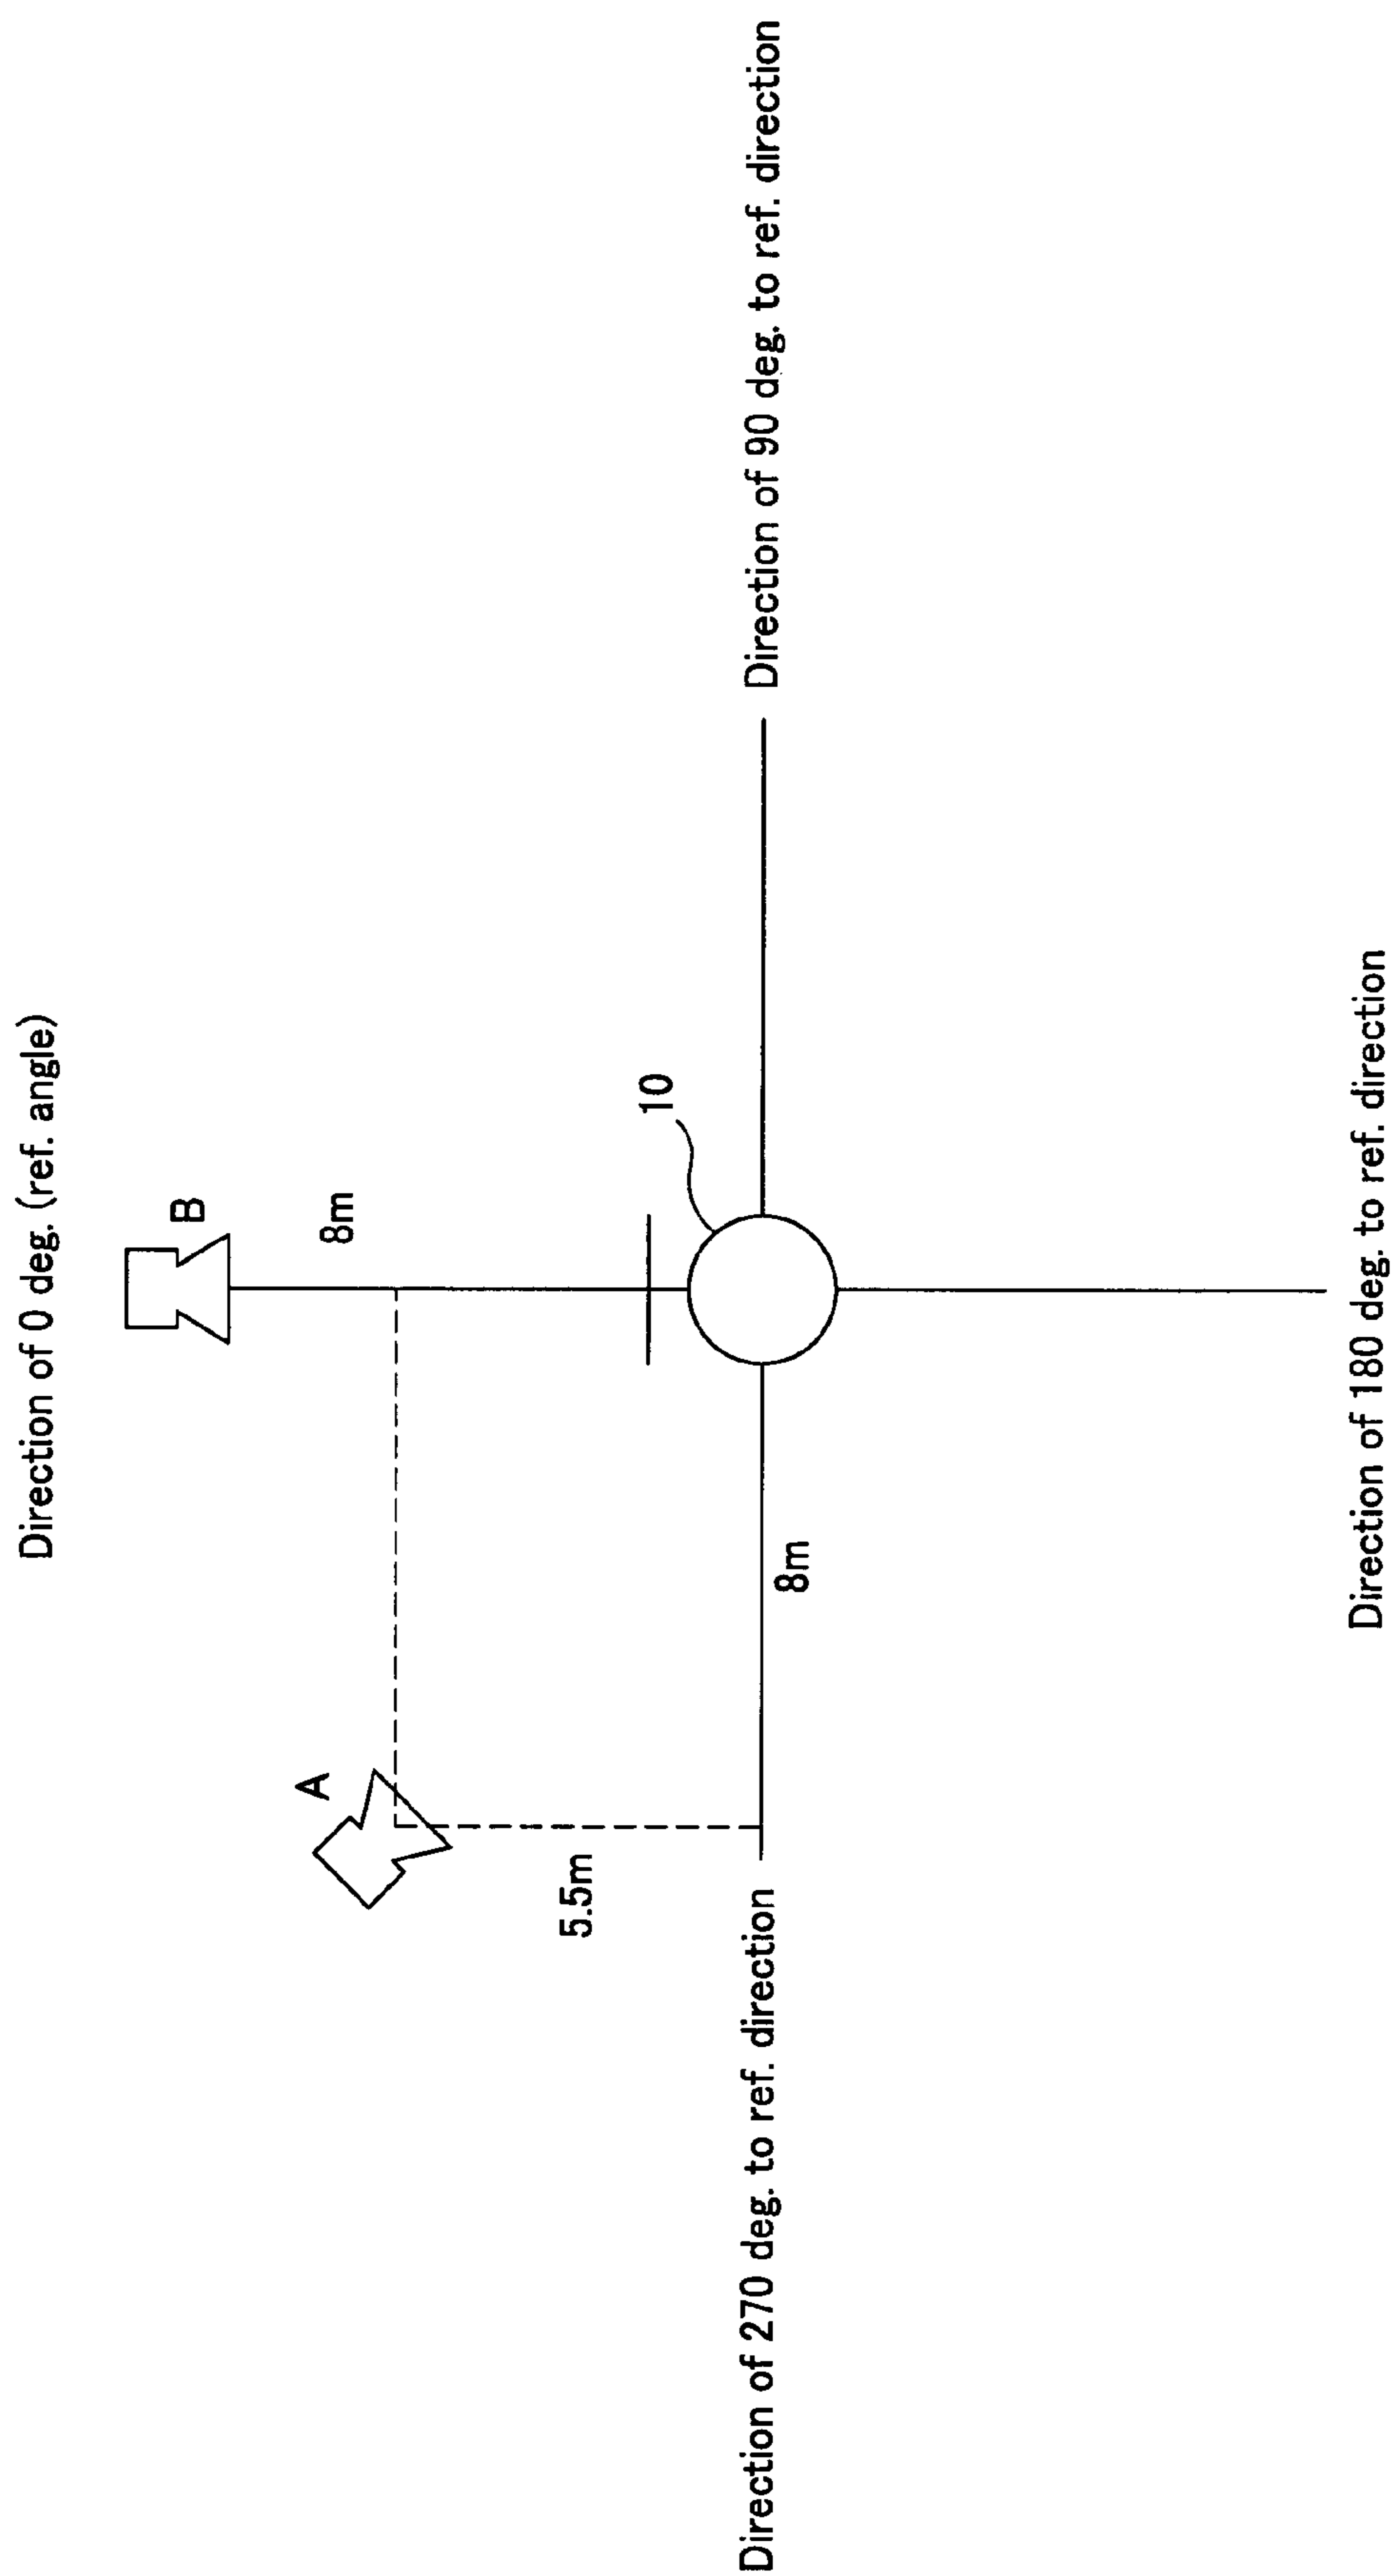 Direction of 0 deg. (ref. angle)
B
8m
A
10
5.5m
8m
Direction of 270 deg. to ref. direction
Direction of 90 deg. to ref. direction
Direction of 180 deg. to ref. direction